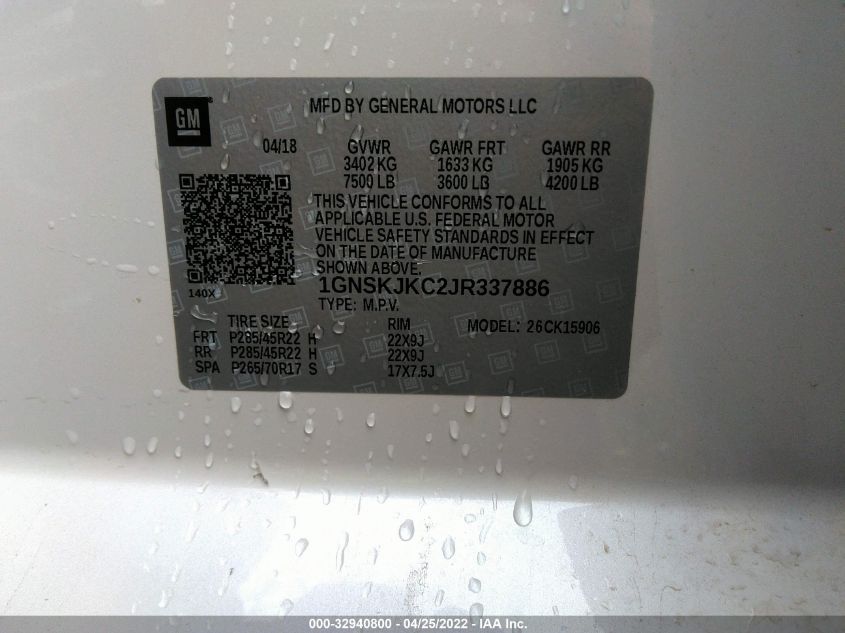 GM
MFD BY GENERAL MOTORS LLC
04/18 GVWR GAWR FRT GAWR RR
3402 KG 1633 KG 1905 KG
7500 LB 3600 LB 4200 LB
THIS VEHICLE CONFORMS TO ALL
APPLICABLE U.S. FEDERAL MOTOR
VEHICLE SAFETY STANDARDS IN EFFECT
ON THE DATE OF MANUFACTURE
SHOWN ABOVE.
140X 1GNSKJKC2JR337886
TYPE: M.P.V.
TIRE SIZE RIM MODEL: 26CK15906
FRT P285/45R22 H 22X9J
RR P285/45R22 H 22X9J
SPA P265/70R17 S 17X7.5J
000-32940800 - 04/25/2022 - IAA Inc.